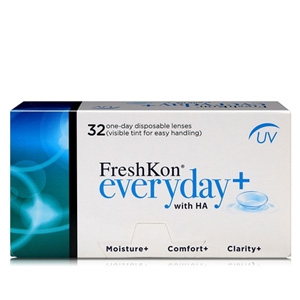 32 one-day disposable lenses
(visible tint for easy handling)
UV
FreshKon®
everyday+
with HA
Moisture+ Comfort+ Clarity+